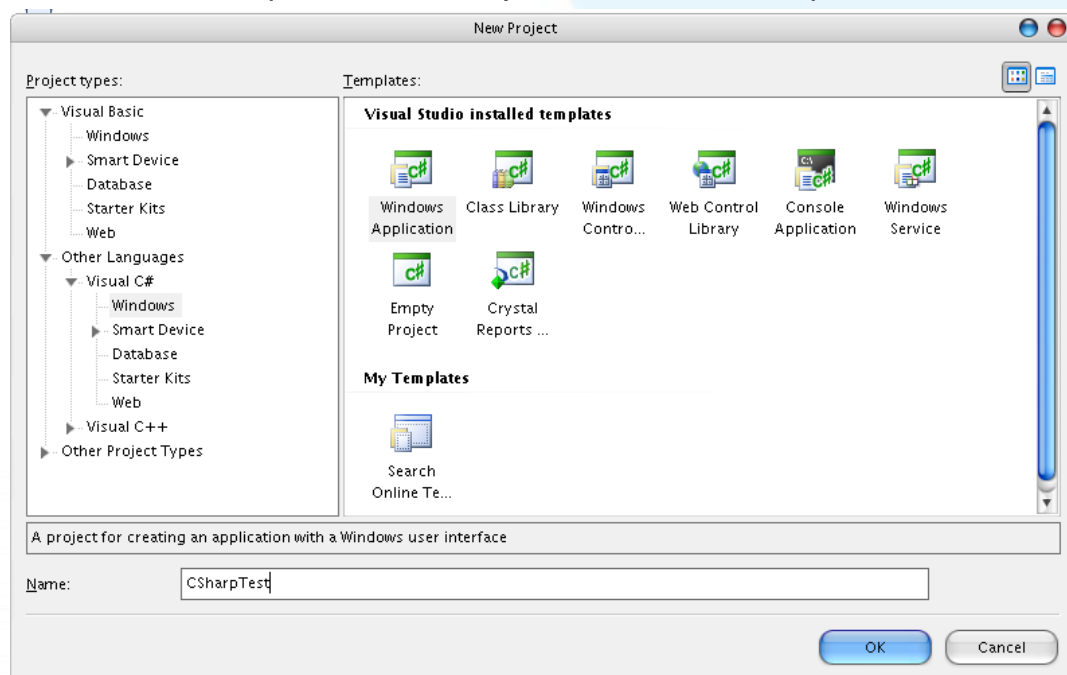 New Project
Project types:
Templates:
Visual Basic
Windows
Smart Device
Database
Starter Kits
Web
Other Languages
Visual C#
Windows
Smart Device
Database
Starter Kits
Web
Visual C++
Other Project Types
Visual Studio installed templates
Windows Application
Class Library
Windows Contro...
Web Control Library
Console Application
Windows Service
Empty Project
Crystal Reports ...
My Templates
Search Online Te...
A project for creating an application with a Windows user interface
Name:
CSharpTest
OK
Cancel